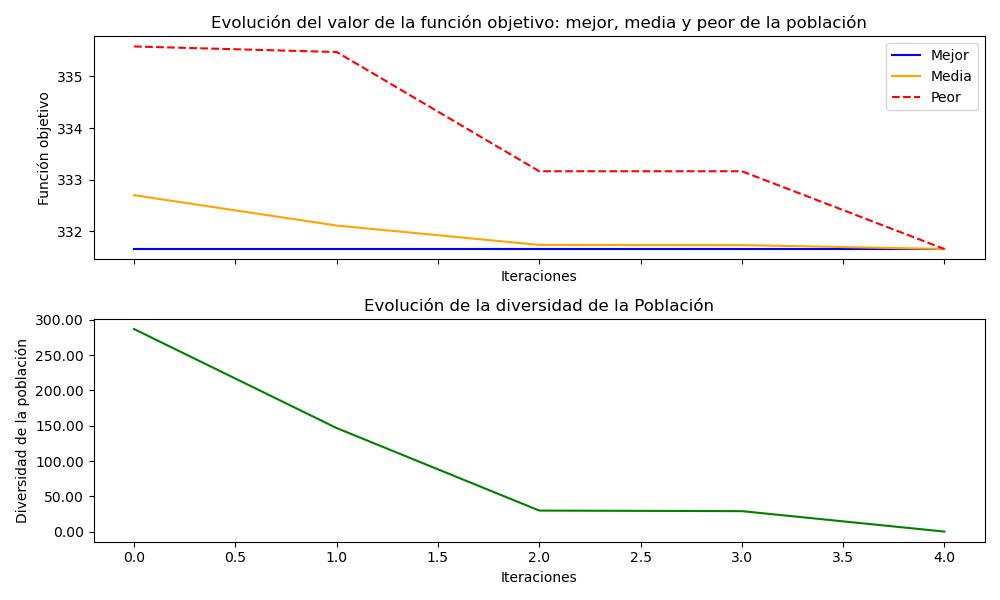 Evolución del valor de la función objetivo: mejor, media y peor de la población
Función objetivo
335
334
333
332
Mejor
Media
Peor
Iteraciones
Evolución de la diversidad de la Población
Diversidad de la población
300.00
250.00
200.00
150.00
100.00
50.00
0.00
0.0 0.5 1.0 1.5 2.0 2.5 3.0 3.5 4.0
Iteraciones